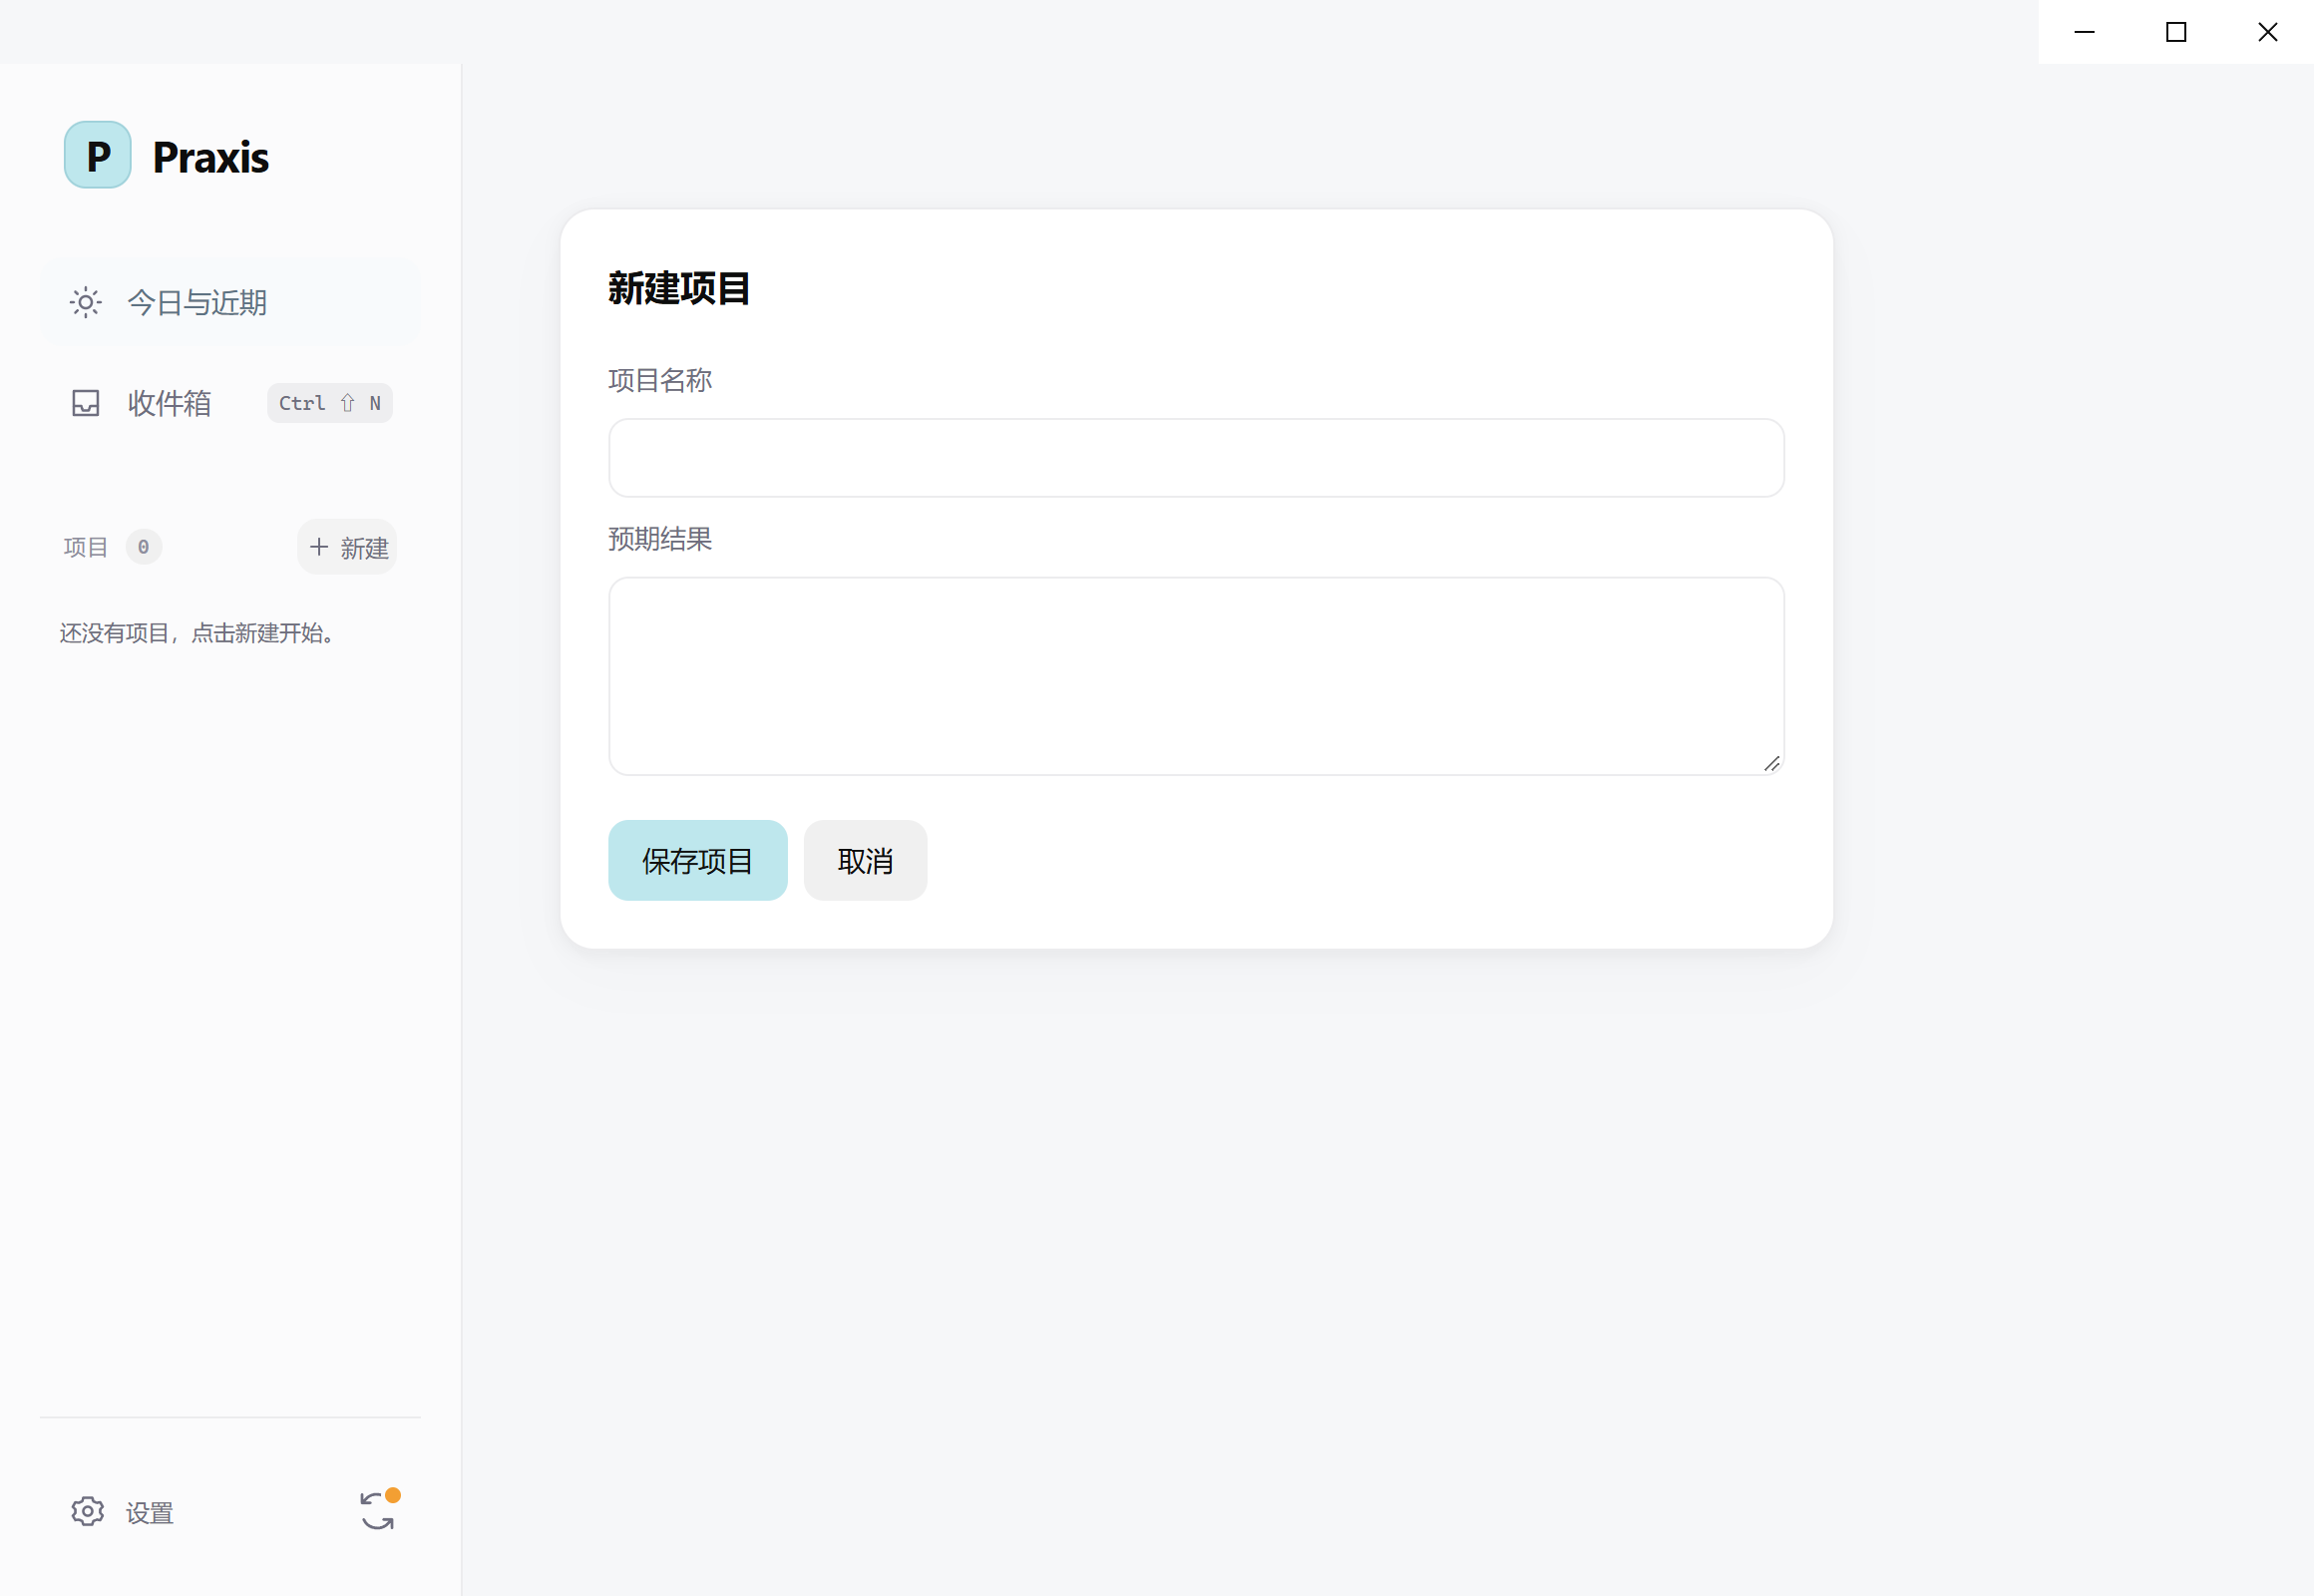 P Praxis
今日与近期
收件箱 Ctrl ⇧ N
项目 0 + 新建
还没有项目，点击新建开始。
新建项目
项目名称
预期结果
保存项目 取消
设置